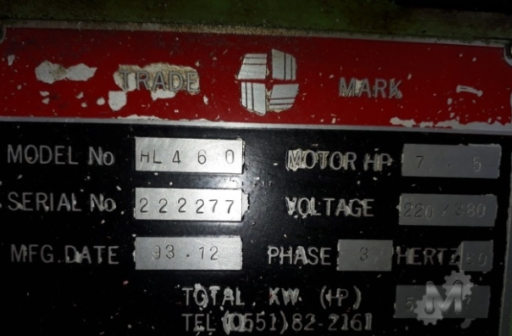 TRADE MARK
MODEL No HL460 MOTOR HP 7.5
SERIAL No 222277 VOLTAGE 220/380
MFG.DATE 93.12 PHASE 3 HERTZ
TOTAL KW (HP)
TEL (0551)82-2161